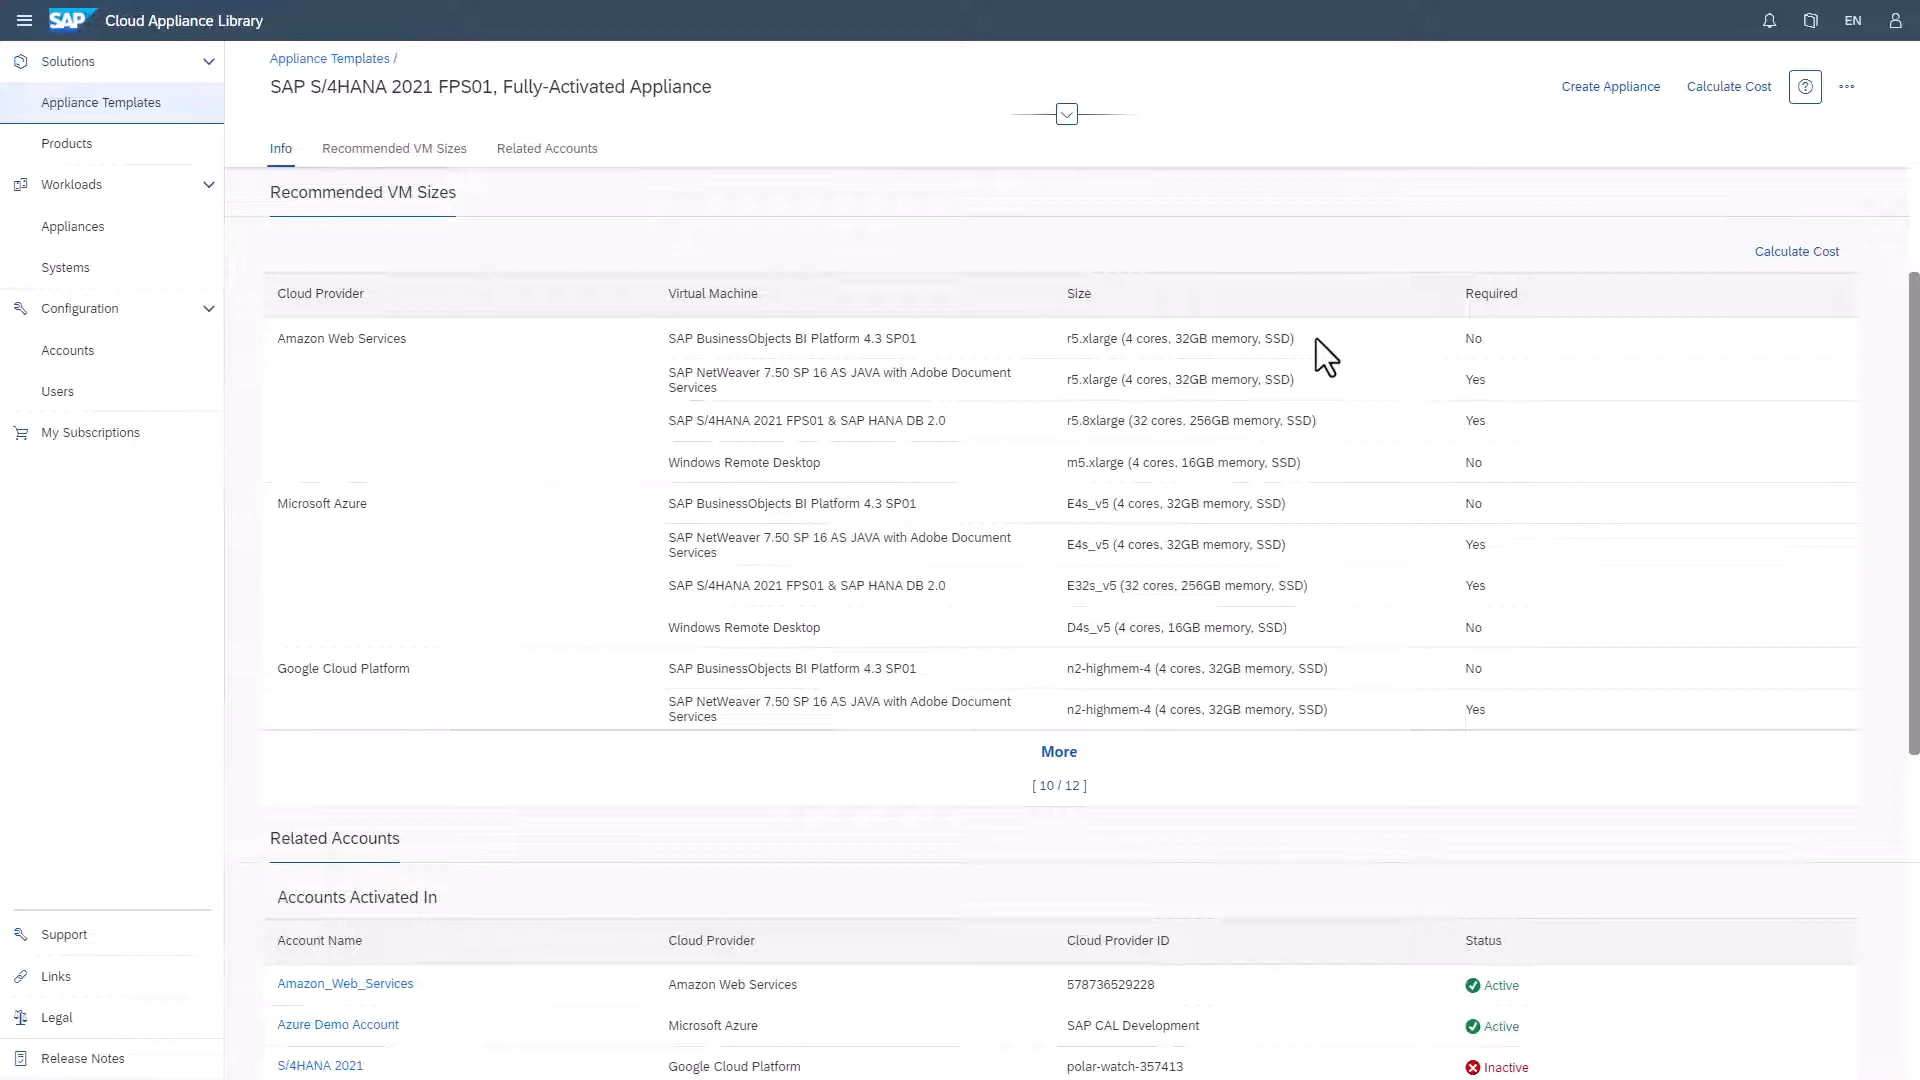 SAP Cloud Appliance Library
EN
Solutions
Appliance Templates
Products
Workloads
Appliances
Systems
Configuration
Accounts
Users
My Subscriptions
Support
Links
Legal
Release Notes
Appliance Templates /
SAP S/4HANA 2021 FPS01, Fully-Activated Appliance
Create Appliance
Calculate Cost
Info
Recommended VM Sizes
Related Accounts
Recommended VM Sizes
Calculate Cost
Cloud Provider Virtual Machine Size Required
Amazon Web Services SAP BusinessObjects BI Platform 4.3 SP01 r5.xlarge (4 cores, 32GB memory, SSD) No
SAP NetWeaver 7.50 SP 16 AS JAVA with Adobe Document
Services r5.xlarge (4 cores, 32GB memory, SSD) Yes
SAP S/4HANA 2021 FPS01 & SAP HANA DB 2.0 r5.8xlarge (32 cores, 256GB memory, SSD) Yes
Windows Remote Desktop m5.xlarge (4 cores, 16GB memory, SSD) No
Microsoft Azure SAP BusinessObjects BI Platform 4.3 SP01 E4s_v5 (4 cores, 32GB memory, SSD) No
SAP NetWeaver 7.50 SP 16 AS JAVA with Adobe Document
Services E4s_v5 (4 cores, 32GB memory, SSD) Yes
SAP S/4HANA 2021 FPS01 & SAP HANA DB 2.0 E32s_v5 (32 cores, 256GB memory, SSD) Yes
Windows Remote Desktop D4s_v5 (4 cores, 16GB memory, SSD) No
Google Cloud Platform SAP BusinessObjects BI Platform 4.3 SP01 n2-highmem-4 (4 cores, 32GB memory, SSD) No
SAP NetWeaver 7.50 SP 16 AS JAVA with Adobe Document
Services n2-highmem-4 (4 cores, 32GB memory, SSD) Yes
More
[ 10 / 12 ]
Related Accounts
Accounts Activated In
Account Name Cloud Provider Cloud Provider ID Status
Amazon_Web_Services Amazon Web Services 578736529228 Active
Azure Demo Account Microsoft Azure SAP CAL Development Active
S/4HANA 2021 Google Cloud Platform polar-watch-357413 Inactive